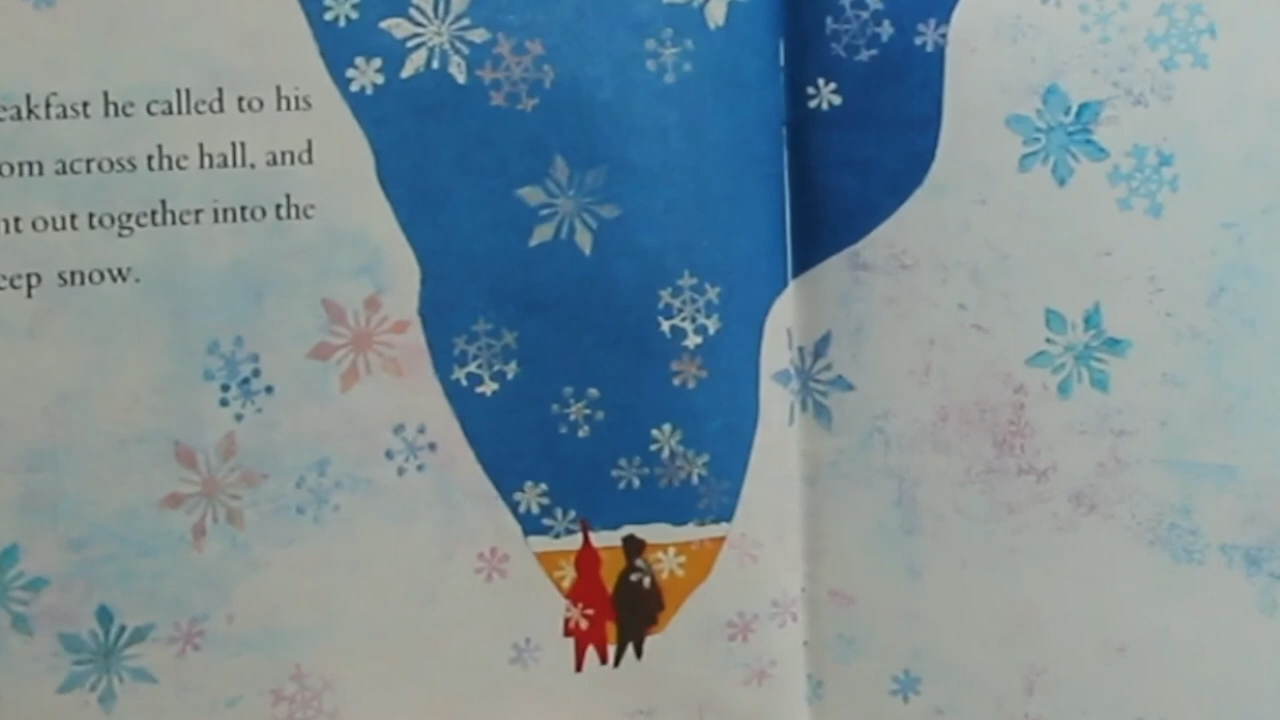 eakfast he called to his
om across the hall, and
nt out together into the
eep snow.